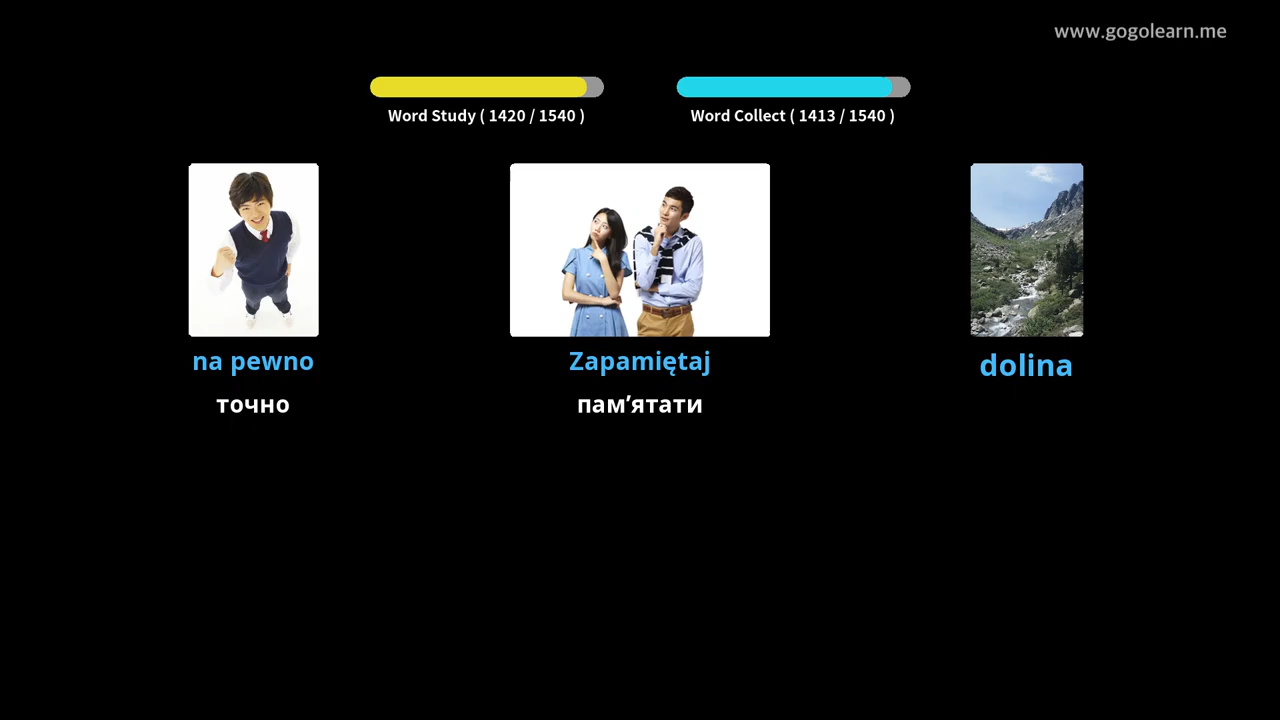 www.gogolearn.me
Word Study ( 1420 / 1540 )
Word Collect ( 1413 / 1540 )
na pewno
Zapamiętaj
dolina
точно
пам’ятати